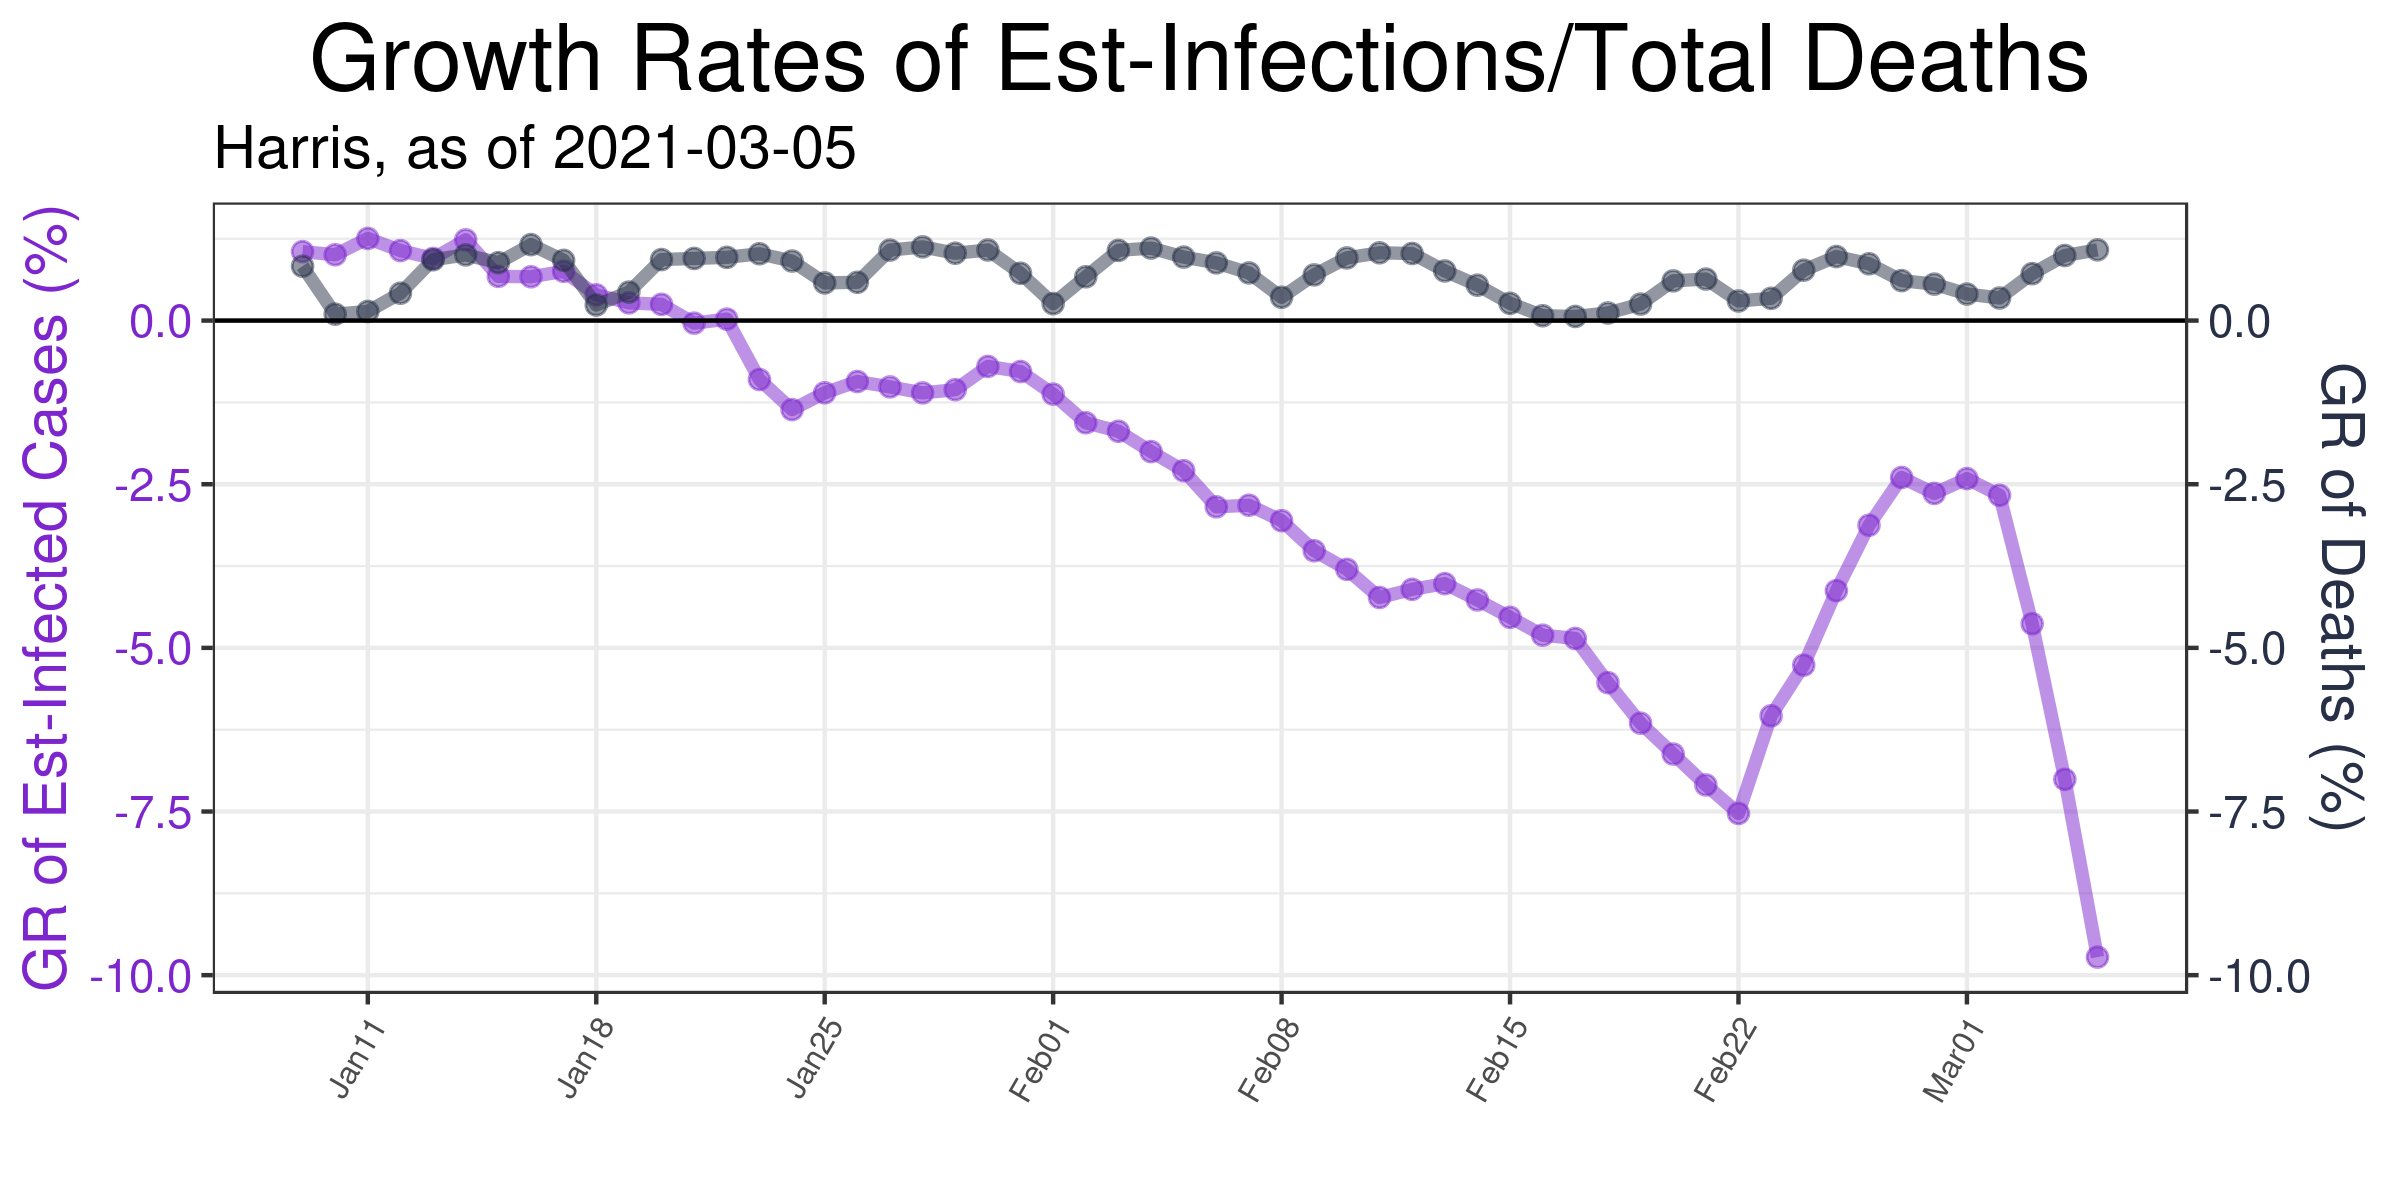 Growth Rates of Est-Infections/Total Deaths
Harris, as of 2021-03-05
GR of Est-Infected Cases (%)
0.0
-2.5
-5.0
-7.5
-10.0
0.0
-2.5
-5.0
-7.5
-10.0
GR of Deaths (%)
Jan11
Jan18
Jan25
Feb01
Feb08
Feb15
Feb22
Mar01